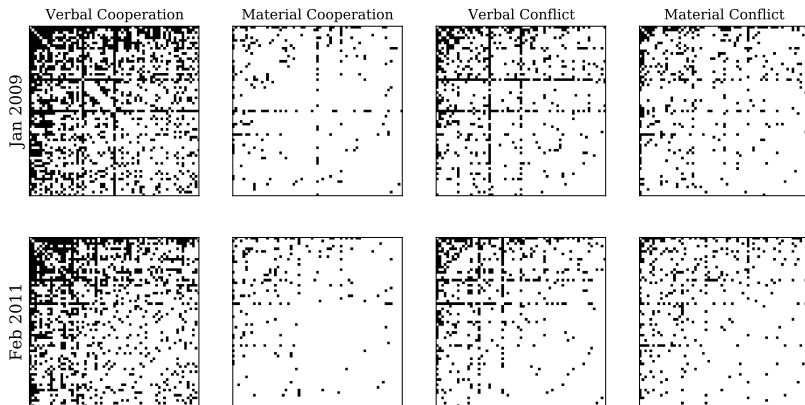 Verbal Cooperation
Material Cooperation
Verbal Conflict
Material Conflict
Jan 2009
Feb 2011